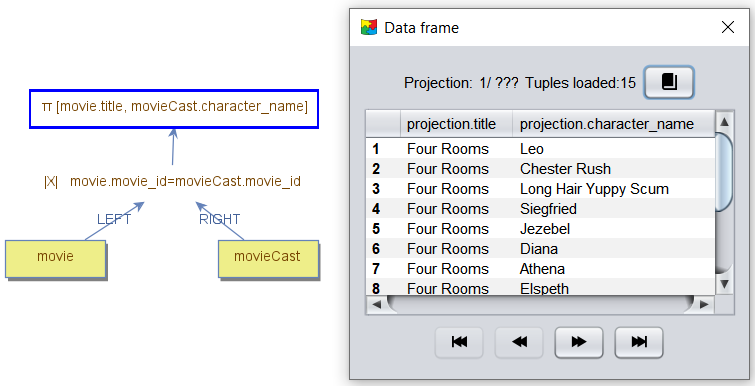 π [movie.title, movieCast.character_name]
|X| movie.movie_id=movieCast.movie_id
LEFT RIGHT
movie movieCast
Data frame
Projection: 1/ ??? Tuples loaded:15
projection.title projection.character_name
1 Four Rooms Leo
2 Four Rooms Chester Rush
3 Four Rooms Long Hair Yuppy Scum
4 Four Rooms Siegfried
5 Four Rooms Jezebel
6 Four Rooms Diana
7 Four Rooms Athena
8 Four Rooms Elspeth